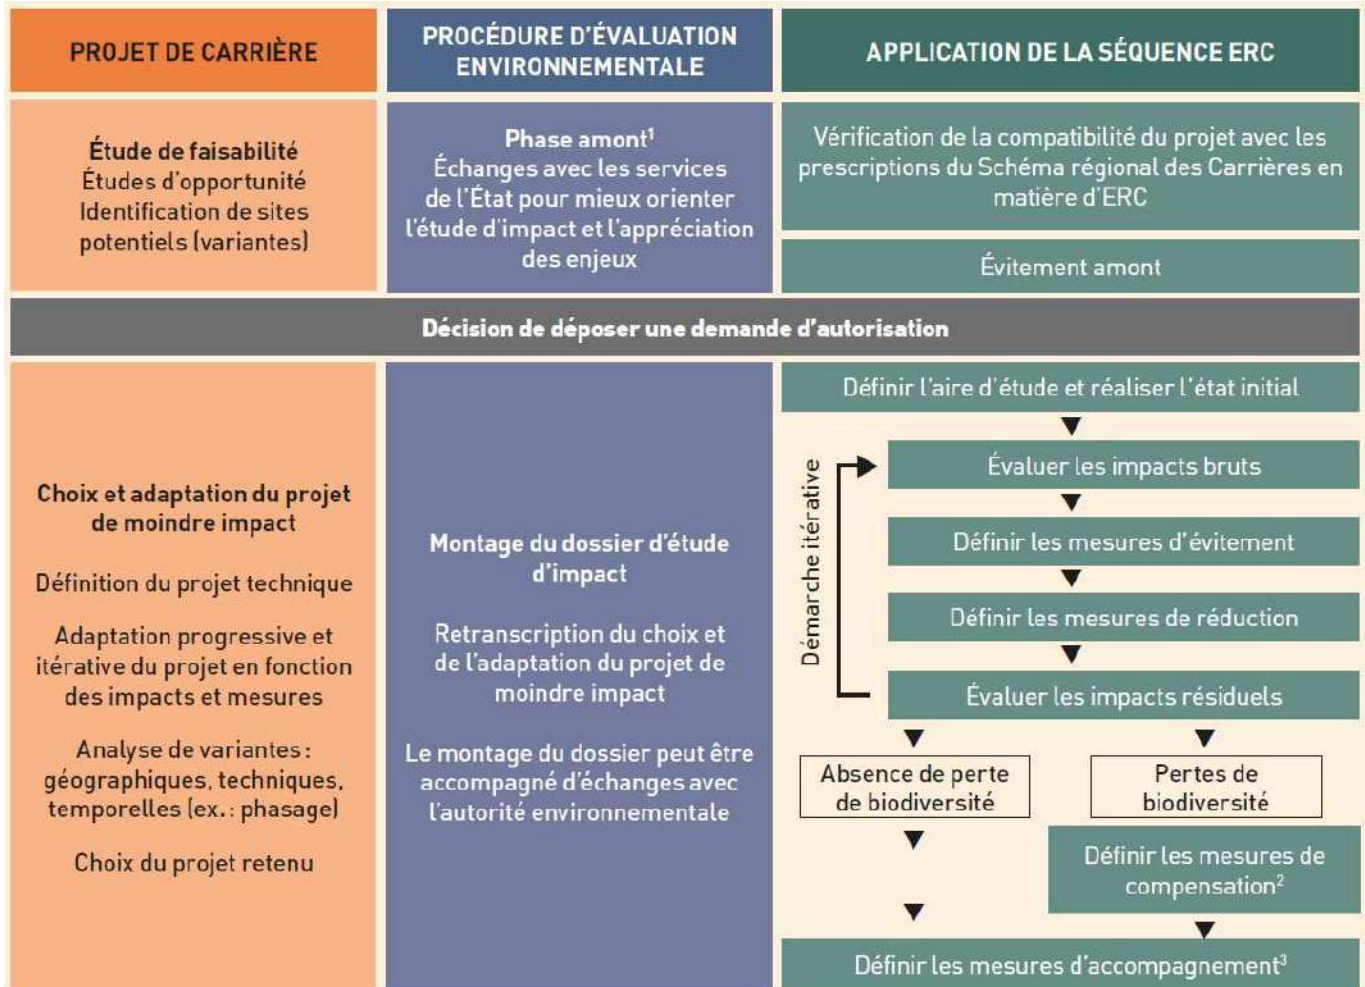 PROJET DE CARRIÈRE
PROCÉDURE D'ÉVALUATION
ENVIRONNEMENTALE
APPLICATION DE LA SÉQUENCE ERC
Étude de faisabilité
Études d'opportunité
Identification de sites
potentiels (variantes)
Phase amont¹
Échanges avec les services
de l'État pour mieux orienter
l'étude d'impact et l'appréciation
des enjeux
Vérification de la compatibilité du projet avec les
prescriptions du Schéma régional des Carrières en
matière d'ERC
Évitement amont
Décision de déposer une demande d'autorisation
Choix et adaptation du projet
de moindre impact
Définition du projet technique
Adaptation progressive et
itérative du projet en fonction
des impacts et mesures
Analyse de variantes :
géographiques, techniques,
temporelles (ex. : phasage)
Choix du projet retenu
Montage du dossier d'étude
d'impact
Retranscription du choix et
de l'adaptation du projet de
moindre impact
Le montage du dossier peut être
accompagné d'échanges avec
l'autorité environnementale
Définir l'aire d'étude et réaliser l'état initial
Démarche itérative
Évaluer les impacts bruts
Définir les mesures d'évitement
Définir les mesures de réduction
Évaluer les impacts résiduels
Absence de perte
de biodiversité
Pertes de
biodiversité
Définir les mesures de
compensation²
Définir les mesures d'accompagnement³